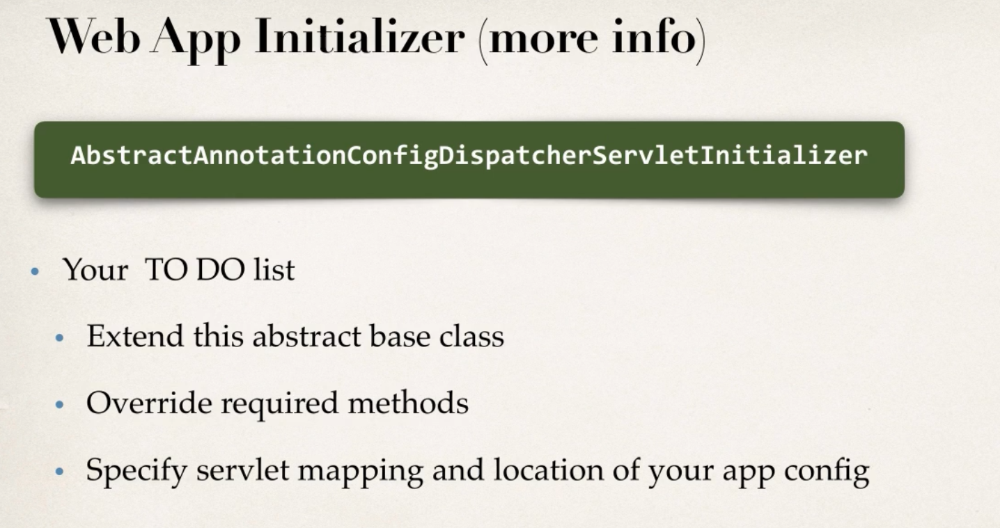 Web App Initializer (more info)
AbstractAnnotationConfigDispatcherServletInitializer
• Your TO DO list
• Extend this abstract base class
• Override required methods
• Specify servlet mapping and location of your app config